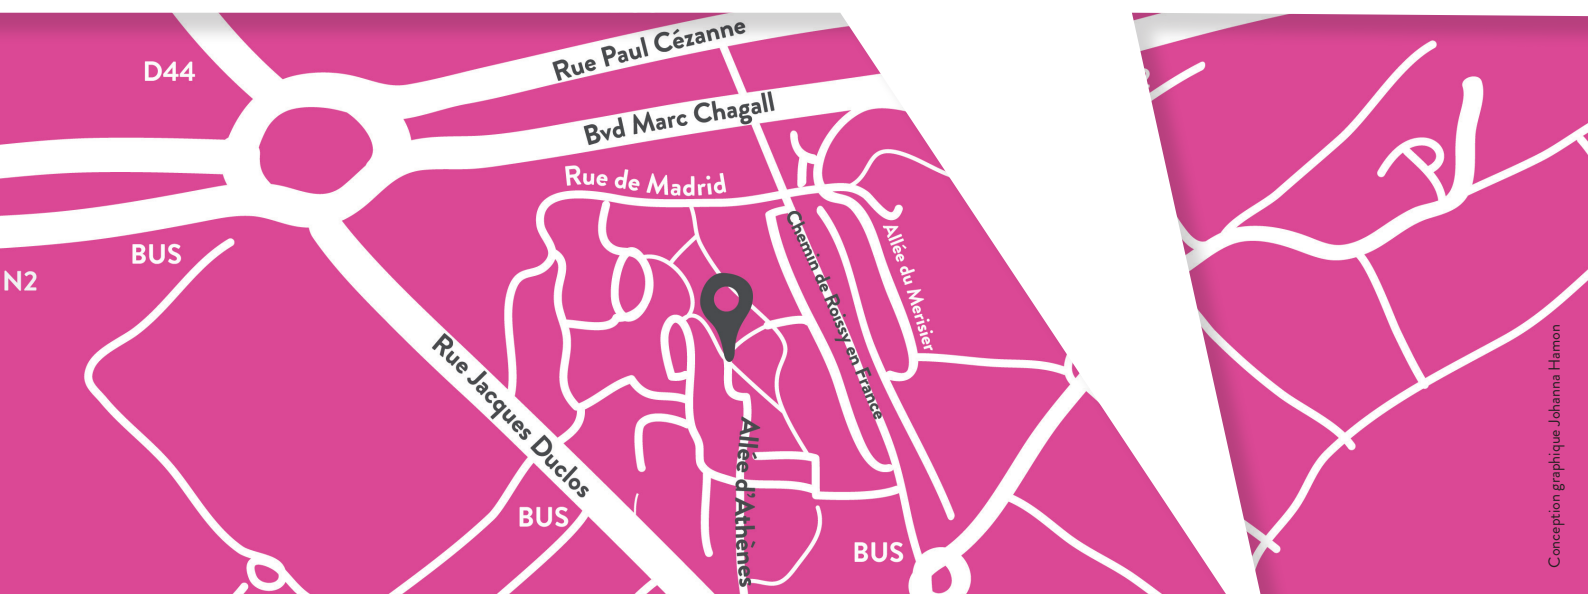 Rue Paul Cézanne
D44
Bvd Marc Chagall
Rue de Madrid
BUS
N2
Chemin de Roissy en France
Allée du Merisier
Rue Jacques Duclos
Allée d'Athènes
BUS
BUS
Conception graphique Johanna Hamon